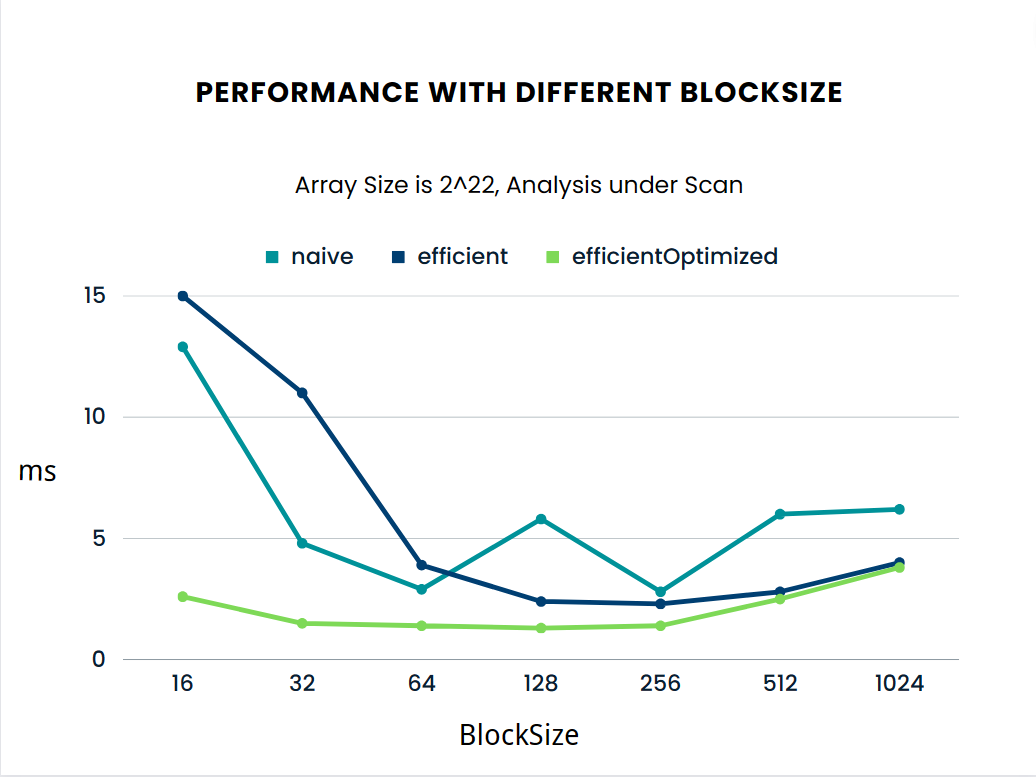 PERFORMANCE WITH DIFFERENT BLOCKSIZE
Array Size is 2^22, Analysis under Scan
naive efficient efficientOptimized
15
10
ms
5
0
16 32 64 128 256 512 1024
BlockSize